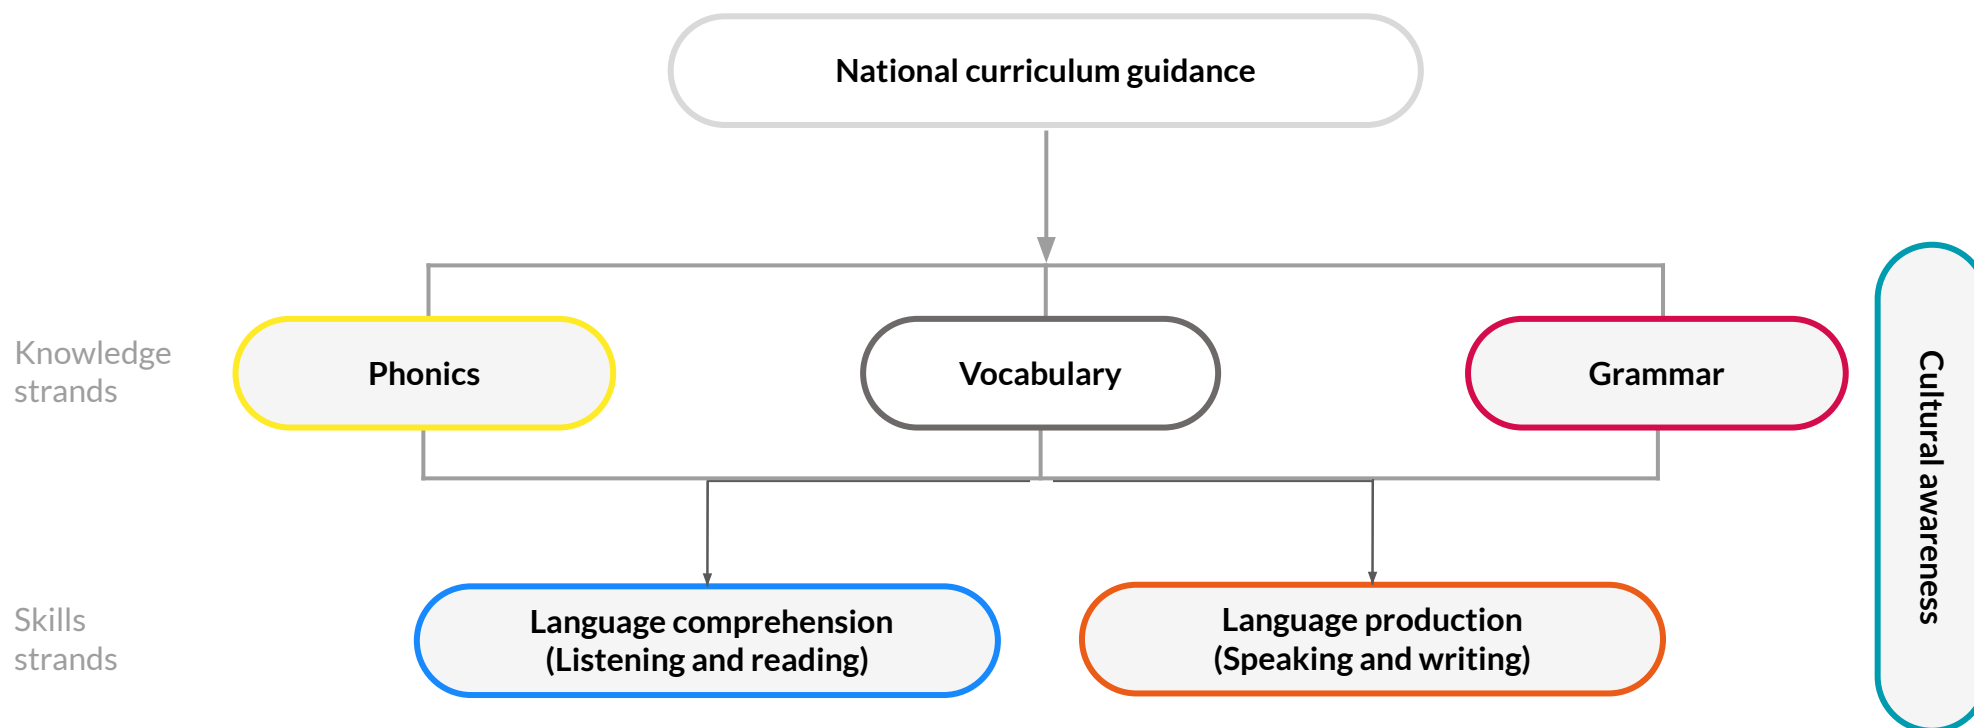 National curriculum guidance
Knowledge
strands
Phonics
Vocabulary
Grammar
Cultural awareness
Skills
strands
Language comprehension
(Listening and reading)
Language production
(Speaking and writing)